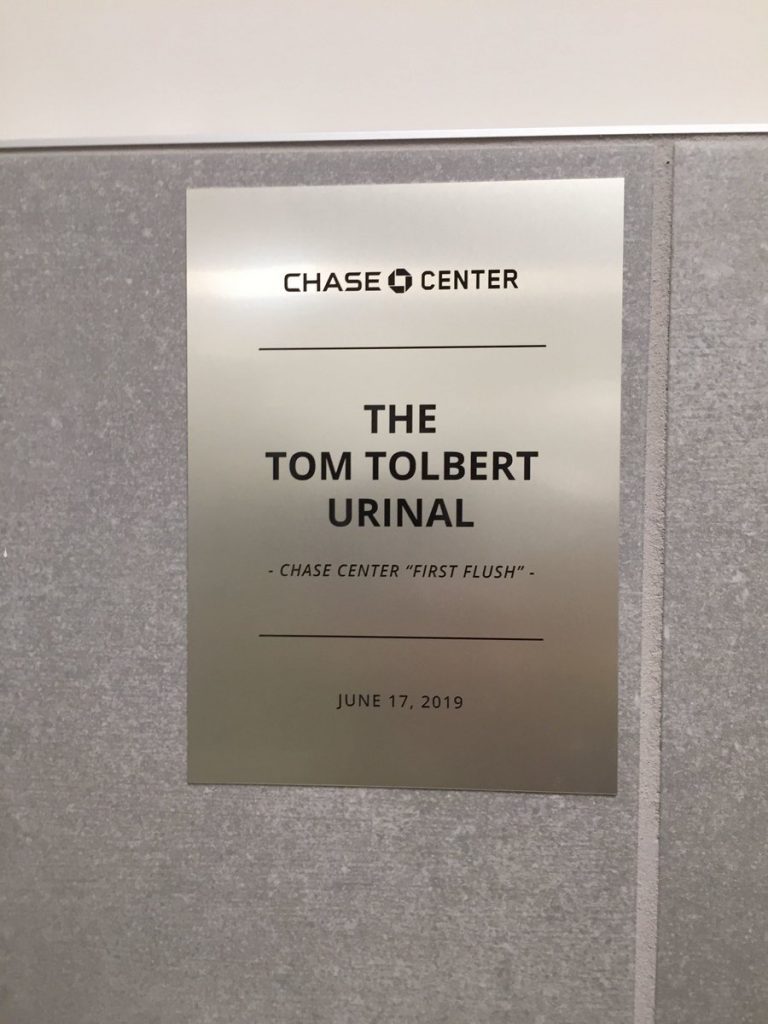 CHASE CENTER
THE
TOM TOLBERT
URINAL
- CHASE CENTER “FIRST FLUSH” -
JUNE 17, 2019